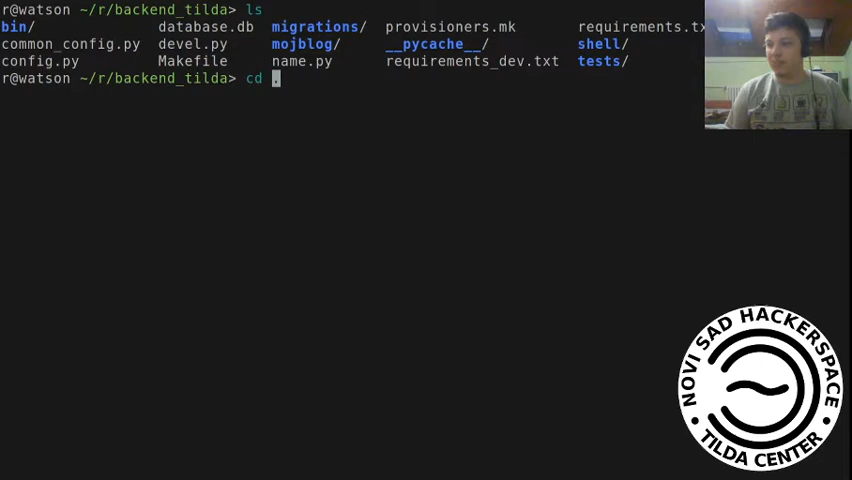 r@watson ~/r/backend_tilda> ls
bin/ database.db migrations/ provisioners.mk requirements.tx
common_config.py devel.py mojblog/ __pycache__/ shell/
config.py Makefile name.py requirements_dev.txt tests/
r@watson ~/r/backend_tilda> cd .
NOVI SAD HACKERSPACE
• TILDA CENTER •